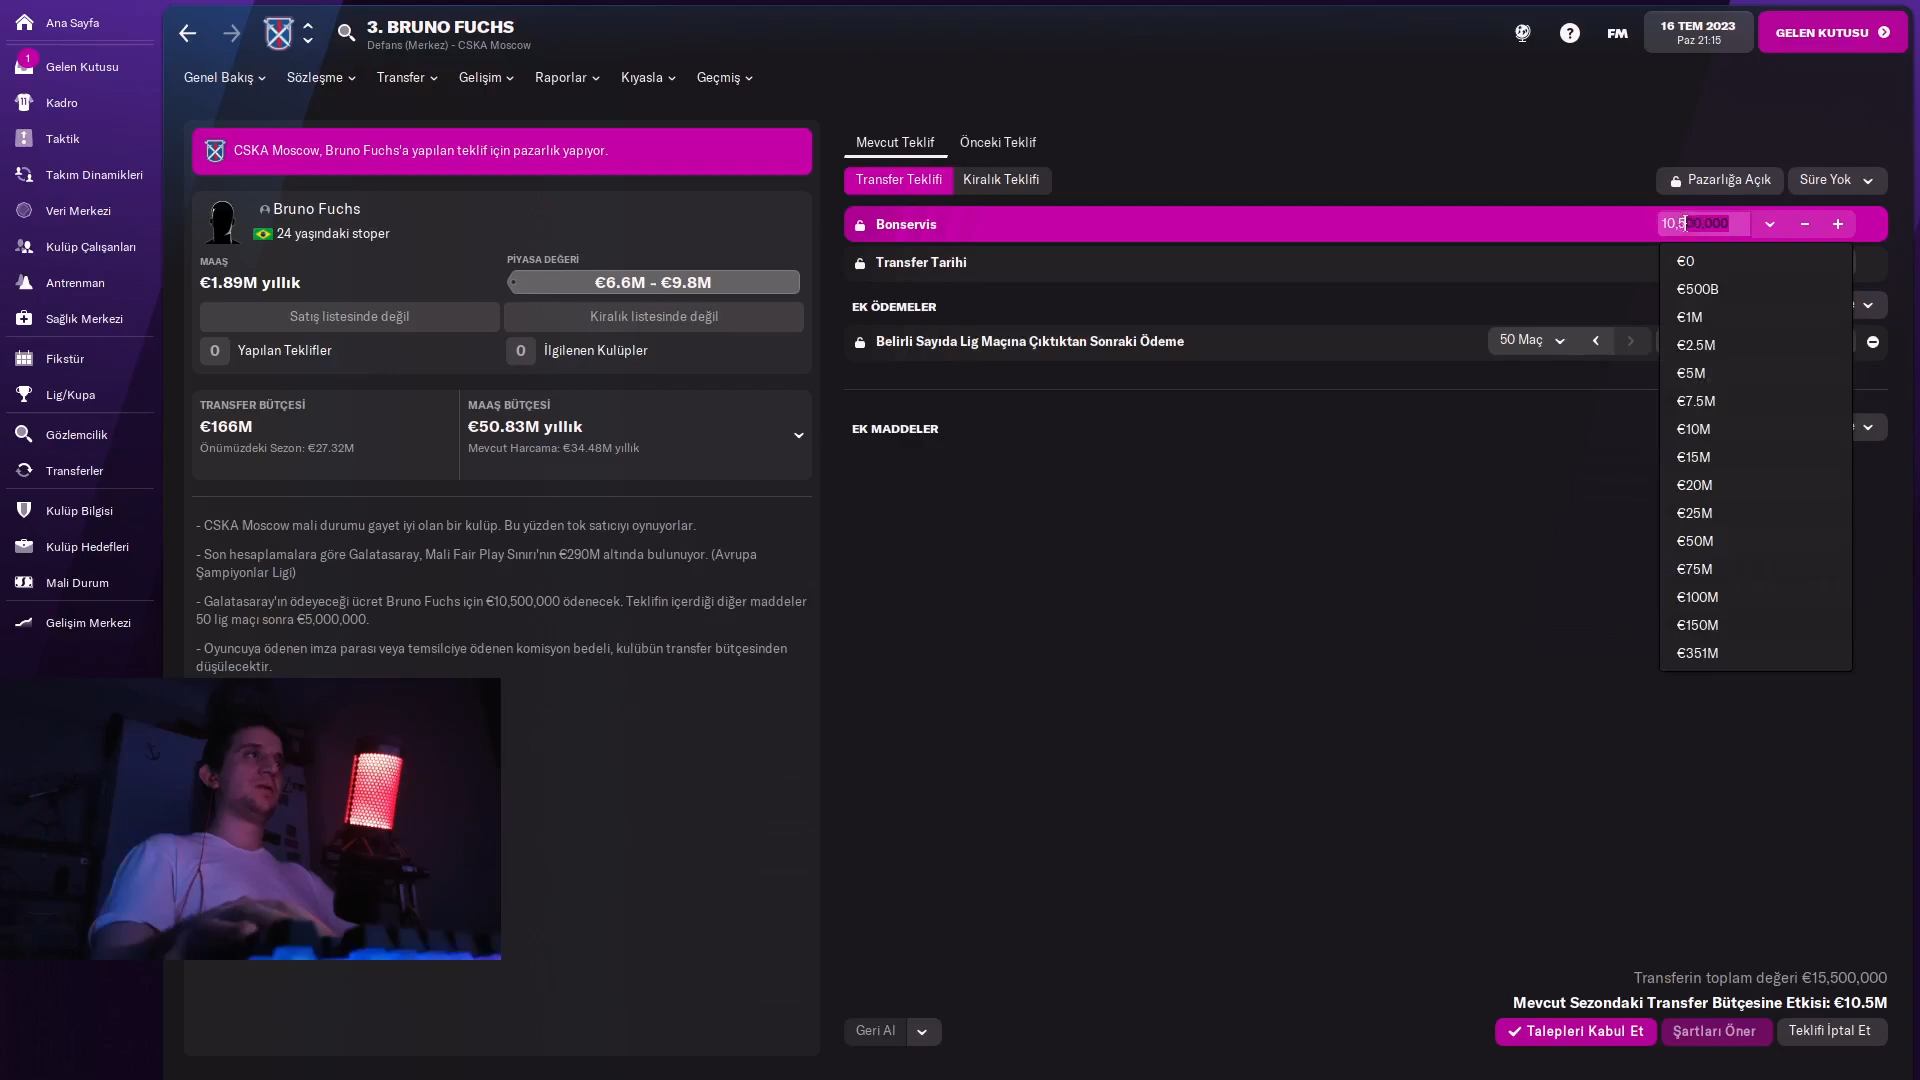 Ana Sayfa
1
Gelen Kutusu
Kadro
Taktik
Takım Dinamikleri
Veri Merkezi
Kulüp Çalışanları
İdari İşler
Antrenman
Sağlık Merkezi
Fikstür
Lig/Kupa
Gözlemcilik
Transferler
Kulüp Bilgisi
Kulüp Hedefleri
Mali Durum
Gelişim Merkezi
3. BRUNO FUCHS
Defans (Merkez) - CSKA Moscow
FM
16 TEM 2023
Paz 21:15
GELEN KUTUSU
Genel Bakış
Sözleşme
Transfer
Gelişim
Raporlar
Kıyasla
Geçmiş
CSKA Moscow, Bruno Fuchs'a yapılan teklif için pazarlık yapıyor.
Bruno Fuchs
24 yaşındaki stoper
MAAŞ
€1.89M yıllık
PİYASA DEĞERİ
€6.6M - €9.8M
Satış listesinde değil
Kiralık listesinde değil
0 Yapılan Teklifler
0 İlgilenen Kulüpler
TRANSFER BÜTÇESİ
€166M
Önümüzdeki Sezon: €27.32M
MAAŞ BÜTÇESİ
€50.83M yıllık
Mevcut Harcama: €34.48M yıllık
- CSKA Moscow mali durumu gayet iyi olan bir kulüp. Bu yüzden tok satıcıyı oynuyorlar.
- Son hesaplamalara göre Galatasaray, Mali Fair Play Sınırı'nın €290M altında bulunuyor. (Avrupa
Şampiyonlar Ligi)
- Galatasaray'ın ödeyeceği ücret Bruno Fuchs için €10,500,000 ödenecek. Teklifin içerdiği diğer maddeler
50 lig maçı sonra €5,000,000.
- Oyuncuya ödenen imza parası veya temsilciye ödenen komisyon bedeli, kulübün transfer bütçesinden
düşülecektir.
Mevcut Teklif
Önceki Teklif
Transfer Teklifi
Kiralık Teklifi
Pazarlığa Açık
Süre Yok
Bonservis
10,500,000
Transfer Tarihi
EK ÖDEMELER
Belirli Sayıda Lig Maçına Çıktıktan Sonraki Ödeme
50 Maç
EK MADDELER
€0
€500B
€1M
€2.5M
€5M
€7.5M
€10M
€15M
€20M
€25M
€50M
€75M
€100M
€150M
€351M
Transferin toplam değeri €15,500,000
Mevcut Sezondaki Transfer Bütçesine Etkisi: €10.5M
Geri Al
Talepleri Kabul Et
Şartları Öner
Teklifi İptal Et